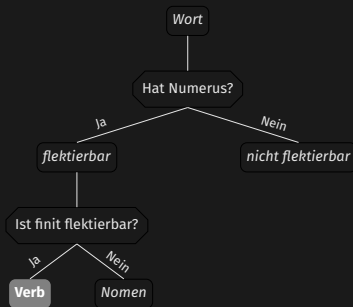 Wort
Hat Numerus?
Ja
Nein
flektierbar
nicht flektierbar
Ist finit flektierbar?
Ja
Nein
Verb
Nomen